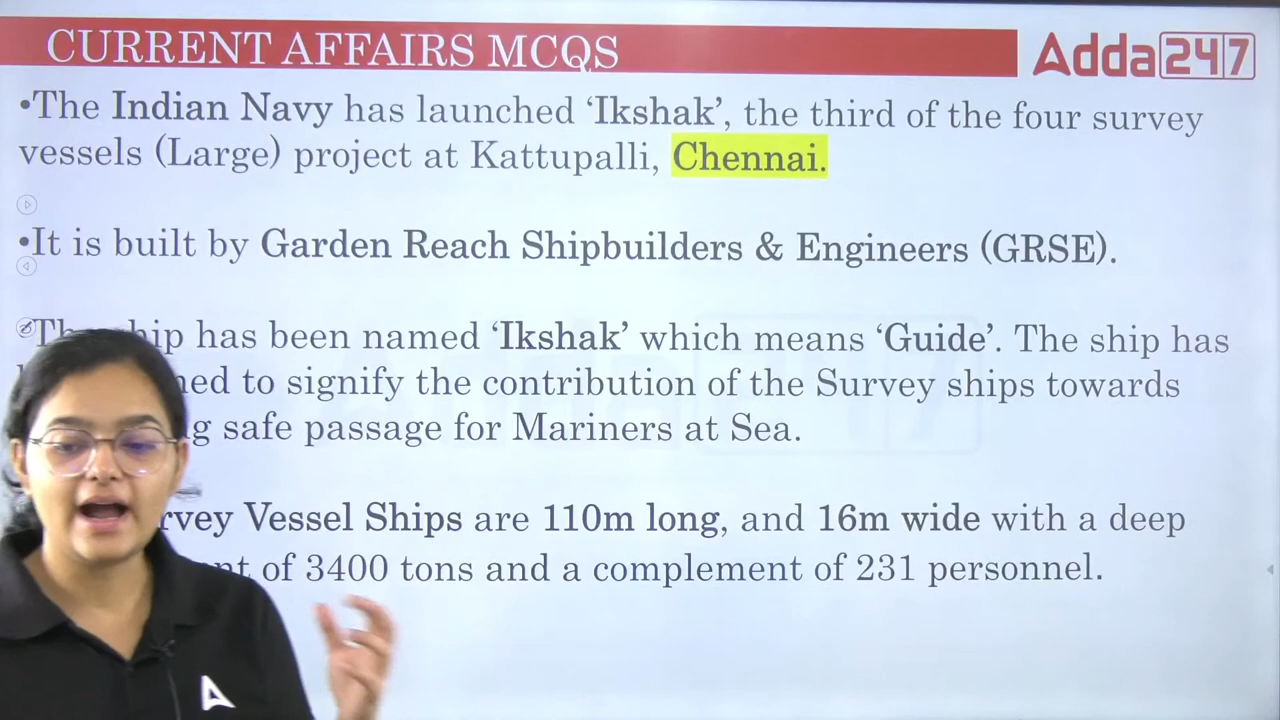 CURRENT AFFAIRS MCQS
Adda247
•The Indian Navy has launched ‘Ikshak’, the third of the four survey
vessels (Large) project at Kattupalli, Chennai.
•It is built by Garden Reach Shipbuilders & Engineers (GRSE).
has been named ‘Ikshak’ which means ‘Guide’. The ship has
to signify the contribution of the Survey ships towards
safe passage for Mariners at Sea.
Vessel Ships are 110m long, and 16m wide with a deep
of 3400 tons and a complement of 231 personnel.